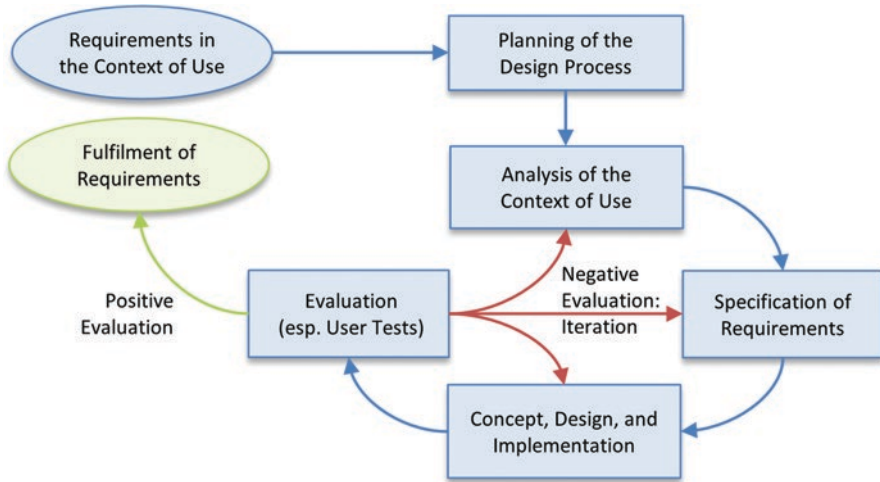 Requirements in
the Context of Use
Planning of the
Design Process
Fulfilment of
Requirements
Analysis of the
Context of Use
Positive
Evaluation
Evaluation
(esp. User Tests)
Negative
Evaluation:
Iteration
Specification of
Requirements
Concept, Design, and
Implementation